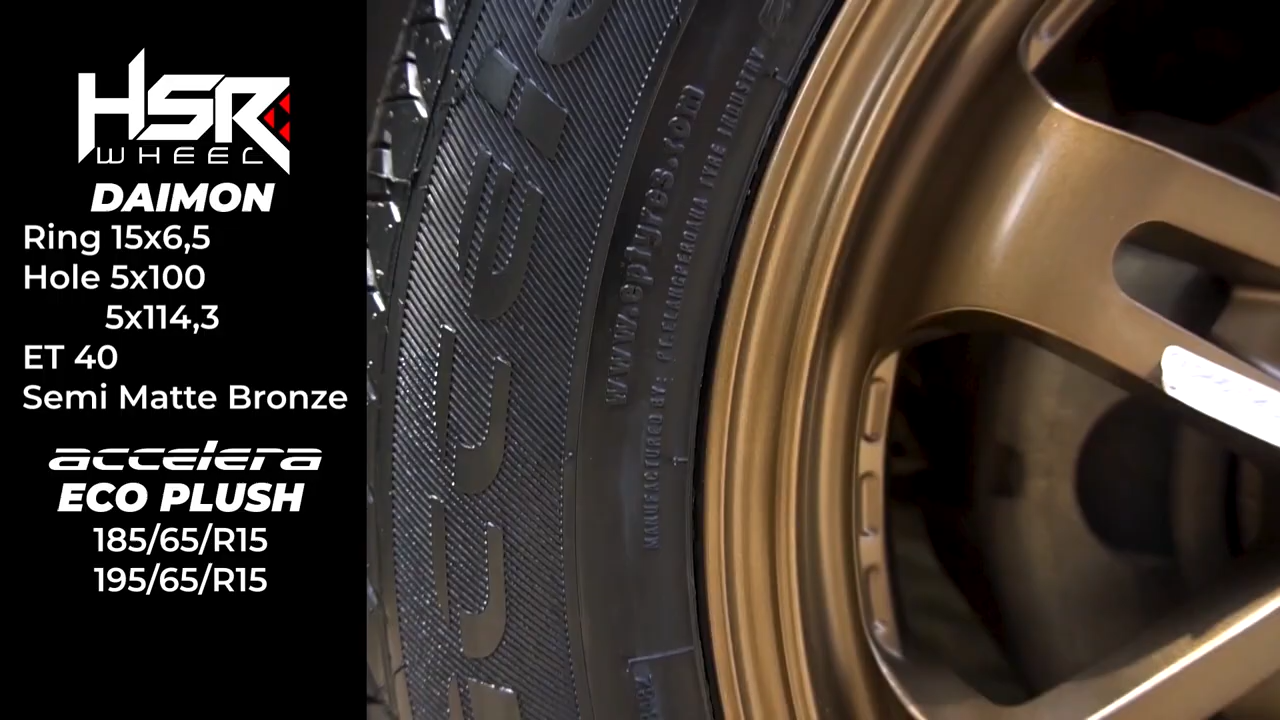 HSR
WHEEL
DAIMON
Ring 15x6,5
Hole 5x100
5x114,3
ET 40
Semi Matte Bronze
accelera
ECO PLUSH
185/65/R15
195/65/R15
www.eptyres.com
MANUFACTURED BY: P.T.ELANGPERDANA TYRE INDUSTRY